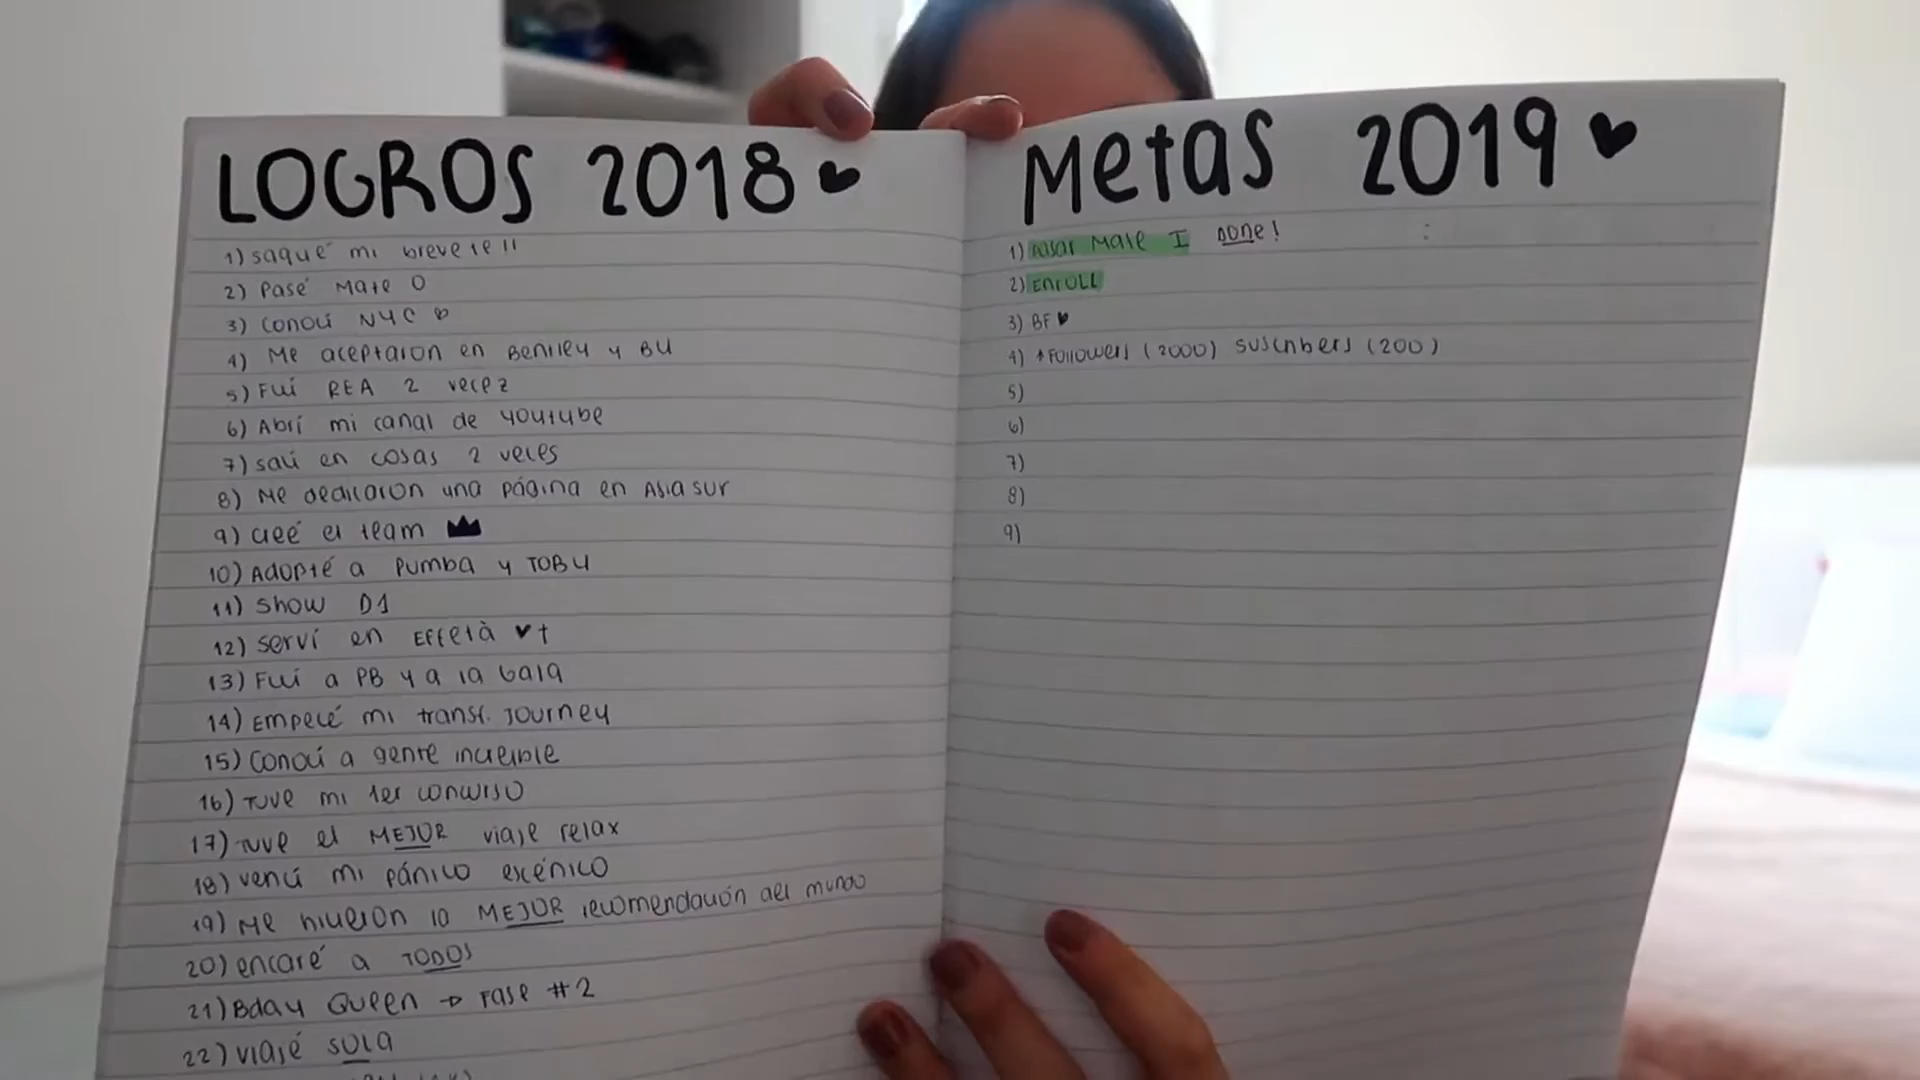 LOGROS 2018 ♥
1) saqué mi brevete!!
2) Pasé Mate 0
3) Conocí NYC ♡
4) Me aceptaron en Bentley y BU
5) Fui REA 2 vecez
6) Abrí mi canal de youtube
7) salí en cosas 2 veces
8) Me dedicaron una página en Asia sur
9) creé el team
10) Adopté a Pumba y TOBY
11) Show D1
12) serví en Effetà ♥ †
13) Fui a PB y a la Gala
14) Empecé mi transf. Journey
15) Conocí a gente increíble
16) Tuve mi 1er concurso
17) Tuve el MEJOR viaje relax
18) vencí mi pánico escénico
19) Me hicieron la MEJOR recomendación del mundo
20) encaré a TODOS
21) Bday Queen → Fase #2
22) viajé SOLA
Metas 2019 ♥
1) Pasar Mate I Done!
2) Enroll
3) BF ♥
4) ↑ Followers (2000) suscribers (200)
5)
6)
7)
8)
9)